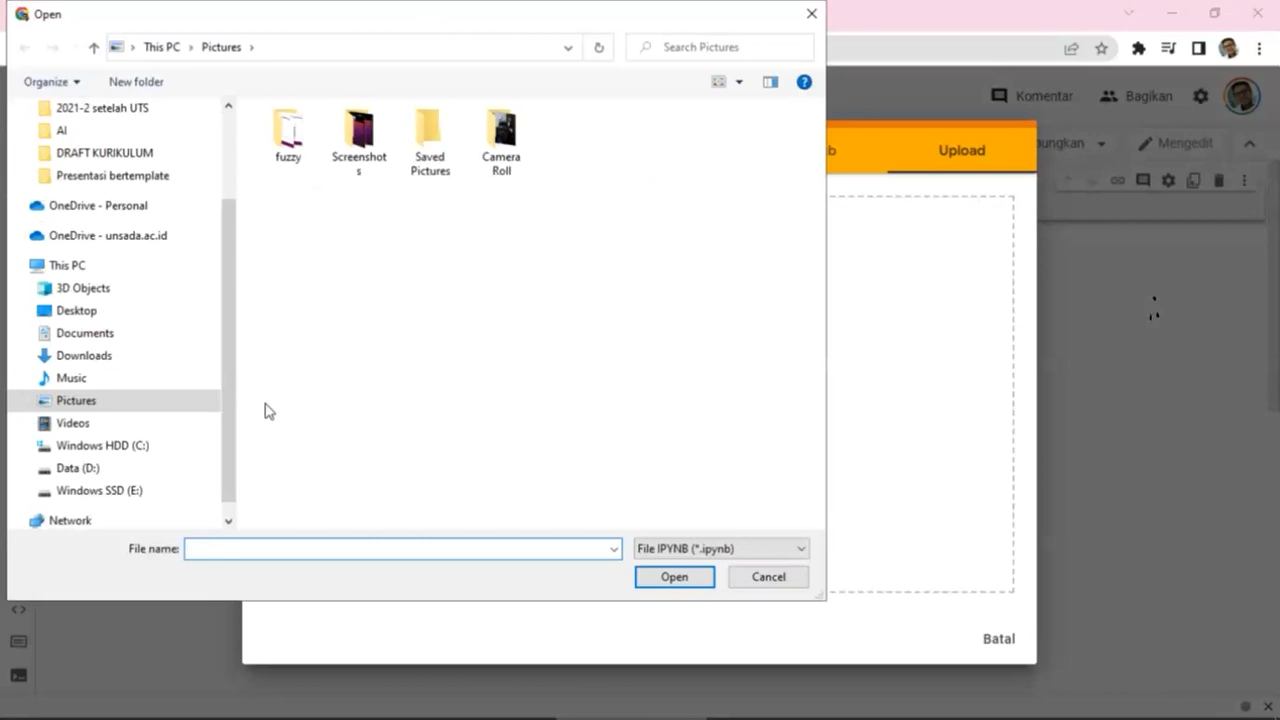 Open
This PC
Pictures
Search Pictures
Organize
New folder
2021-2 setelah UTS
AI
DRAFT KURIKULUM
Presentasi bertemplate
OneDrive - Personal
OneDrive - unsada.ac.id
This PC
3D Objects
Desktop
Documents
Downloads
Music
Pictures
Videos
Windows HDD (C:)
Data (D:)
Windows SSD (E:)
Network
fuzzy
Screenshot
s
Saved
Pictures
Camera
Roll
File name:
File IPYNB (*.ipynb)
Open
Cancel
Komentar
Bagikan
b
Upload
ungkan
Mengedit
Batal